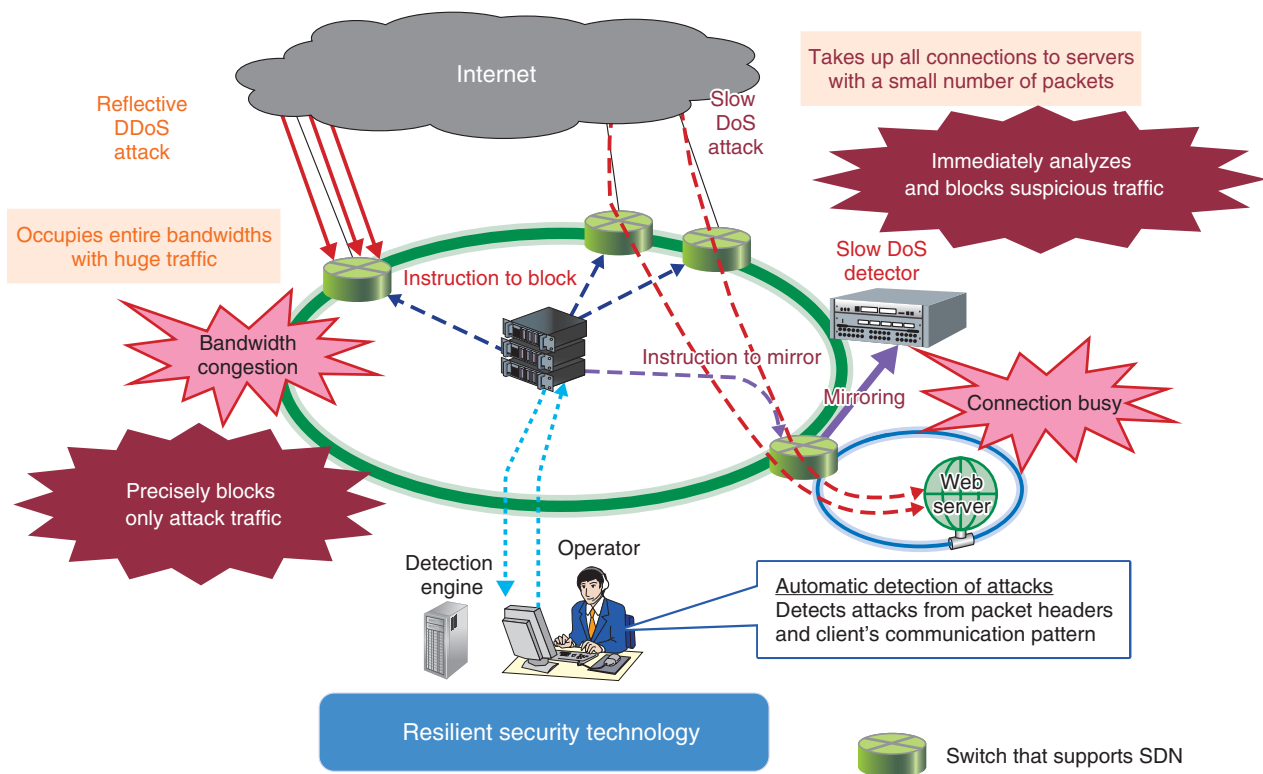 Internet
Takes up all connections to servers
with a small number of packets
Reflective
DDoS
attack
Slow
DoS
attack
Immediately analyzes
and blocks suspicious traffic
Occupies entire bandwidths
with huge traffic
Instruction to block
Slow DoS
detector
Bandwidth
congestion
Instruction to mirror
Mirroring
Connection busy
Precisely blocks
only attack traffic
Web
server
Detection
engine
Operator
Automatic detection of attacks
Detects attacks from packet headers
and client's communication pattern
Resilient security technology
Switch that supports SDN